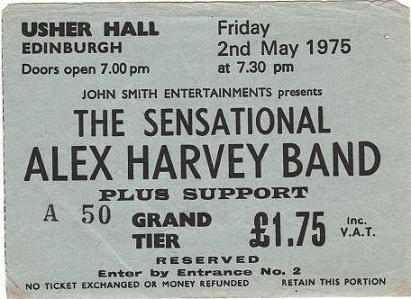 USHER HALL
EDINBURGH
Doors open 7.00 pm
Friday
2nd May 1975
at 7.30 pm
JOHN SMITH ENTERTAINMENTS presents
THE SENSATIONAL
ALEX HARVEY BAND
PLUS SUPPORT
A 50 GRAND TIER £1.75 Inc. V.A.T.
RESERVED
Enter by Entrance No. 2
NO TICKET EXCHANGED OR MONEY REFUNDED RETAIN THIS PORTION